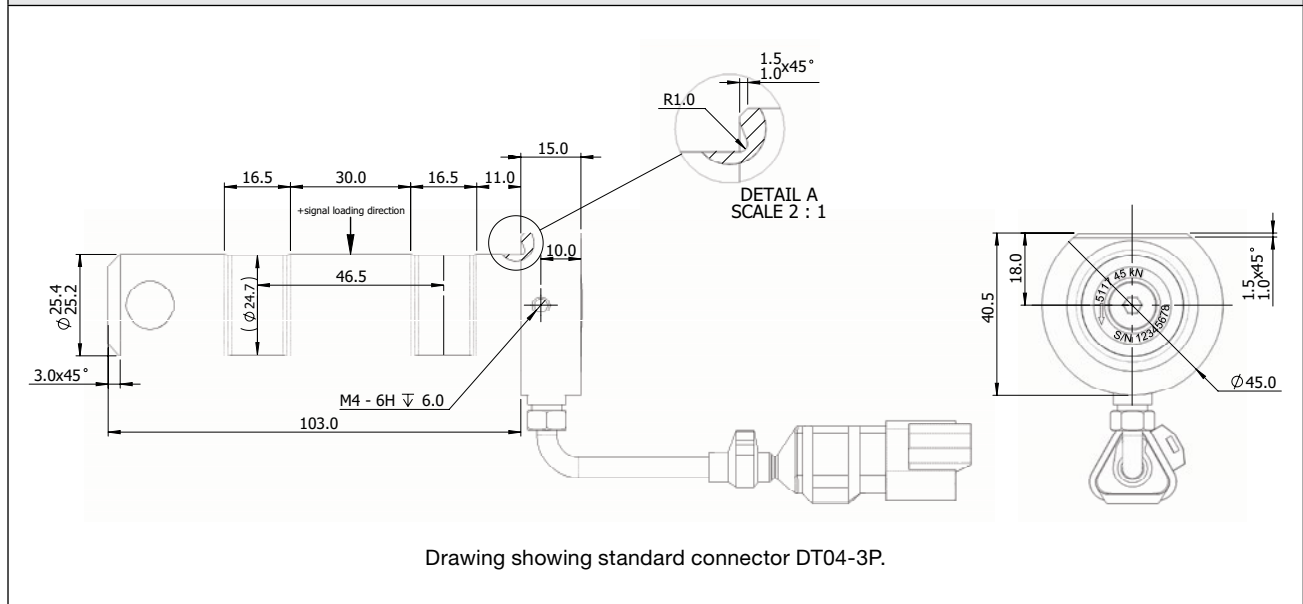 1.5
1.0x45°
R1.0
15.0
16.5
30.0
16.5
11.0
DETAIL A
SCALE 2 : 1
+signal loading direction
10.0
46.5
Ø 25.4
25.2
(Ø24.7)
3.0x45°
M4 - 6H ↧ 6.0
103.0
40.5
18.0
1.5
1.0x45°
5117 45 kN
S/N 12345678
Ø45.0
Drawing showing standard connector DT04-3P.